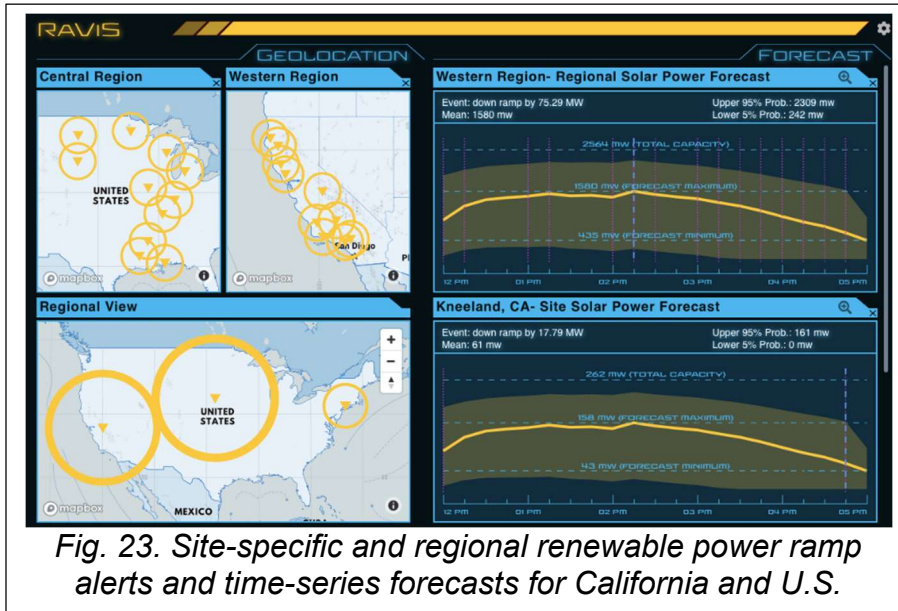 RAVIS
GEOLOCATION
FORECAST
Central Region
UNITED
STATES
mapbox
Western Region
San Diego
mapbox
Regional View
UNITED
STATES
MEXICO
mapbox
Western Region- Regional Solar Power Forecast
Event: down ramp by 75.29 MW
Mean: 1580 mw
Upper 95% Prob.: 2309 mw
Lower 5% Prob.: 242 mw
2564 MW (TOTAL CAPACITY)
1580 MW (FORECAST MAXIMUM)
435 MW (FORECAST MINIMUM)
12 PM 01 PM 02 PM 03 PM 04 PM 05 PM
Kneeland, CA- Site Solar Power Forecast
Event: down ramp by 17.79 MW
Mean: 61 mw
Upper 95% Prob.: 161 mw
Lower 5% Prob.: 0 mw
262 MW (TOTAL CAPACITY)
158 MW (FORECAST MAXIMUM)
43 MW (FORECAST MINIMUM)
12 PM 01 PM 02 PM 03 PM 04 PM 05 PM
Fig. 23. Site-specific and regional renewable power ramp
alerts and time-series forecasts for California and U.S.